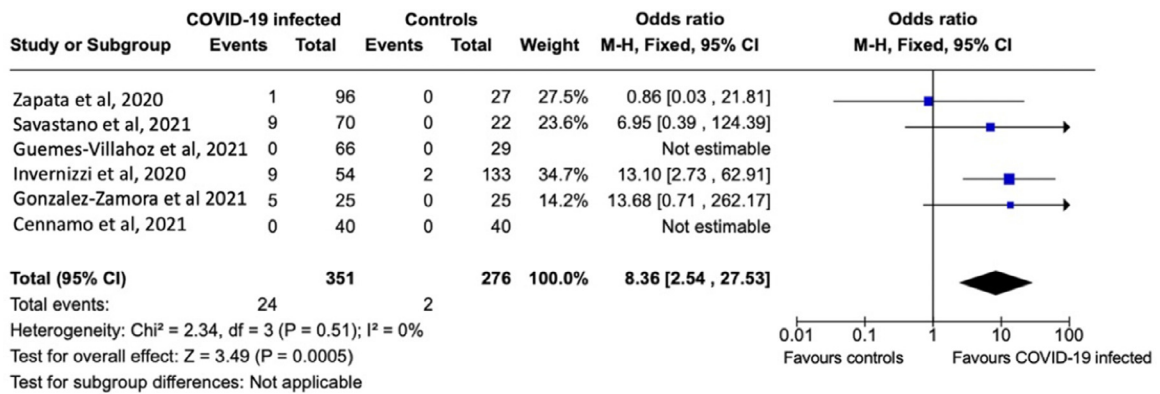 COVID-19 infected Controls Odds ratio Odds ratio
Study or Subgroup Events Total Events Total Weight M-H, Fixed, 95% CI M-H, Fixed, 95% CI
Zapata et al, 2020 1 96 0 27 27.5% 0.86 [0.03 , 21.81]
Savastano et al, 2021 9 70 0 22 23.6% 6.95 [0.39 , 124.39]
Guemes-Villahoz et al, 2021 0 66 0 29 Not estimable
Invernizzi et al, 2020 9 54 2 133 34.7% 13.10 [2.73 , 62.91]
Gonzalez-Zamora et al 2021 5 25 0 25 14.2% 13.68 [0.71 , 262.17]
Cennamo et al, 2021 0 40 0 40 Not estimable
Total (95% CI) 351 276 100.0% 8.36 [2.54 , 27.53]
Total events: 24 2
Heterogeneity: Chi² = 2.34, df = 3 (P = 0.51); I² = 0%
Test for overall effect: Z = 3.49 (P = 0.0005)
Test for subgroup differences: Not applicable
0.01 0.1 1 10 100
Favours controls Favours COVID-19 infected